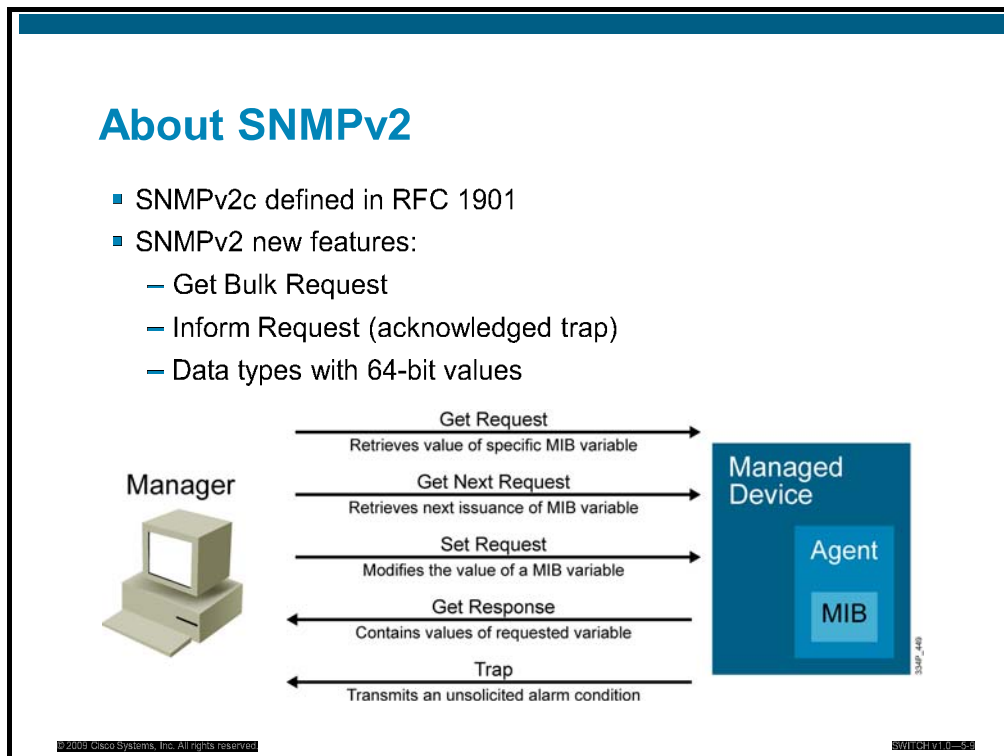 About SNMPv2
▪ SNMPv2c defined in RFC 1901
▪ SNMPv2 new features:
– Get Bulk Request
– Inform Request (acknowledged trap)
– Data types with 64-bit values
Manager
Get Request
Retrieves value of specific MIB variable
Get Next Request
Retrieves next issuance of MIB variable
Set Request
Modifies the value of a MIB variable
Get Response
Contains values of requested variable
Trap
Transmits an unsolicited alarm condition
Managed
Device
Agent
MIB
334P_449
© 2009 Cisco Systems, Inc. All rights reserved.
SWITCH v1.0—5-9